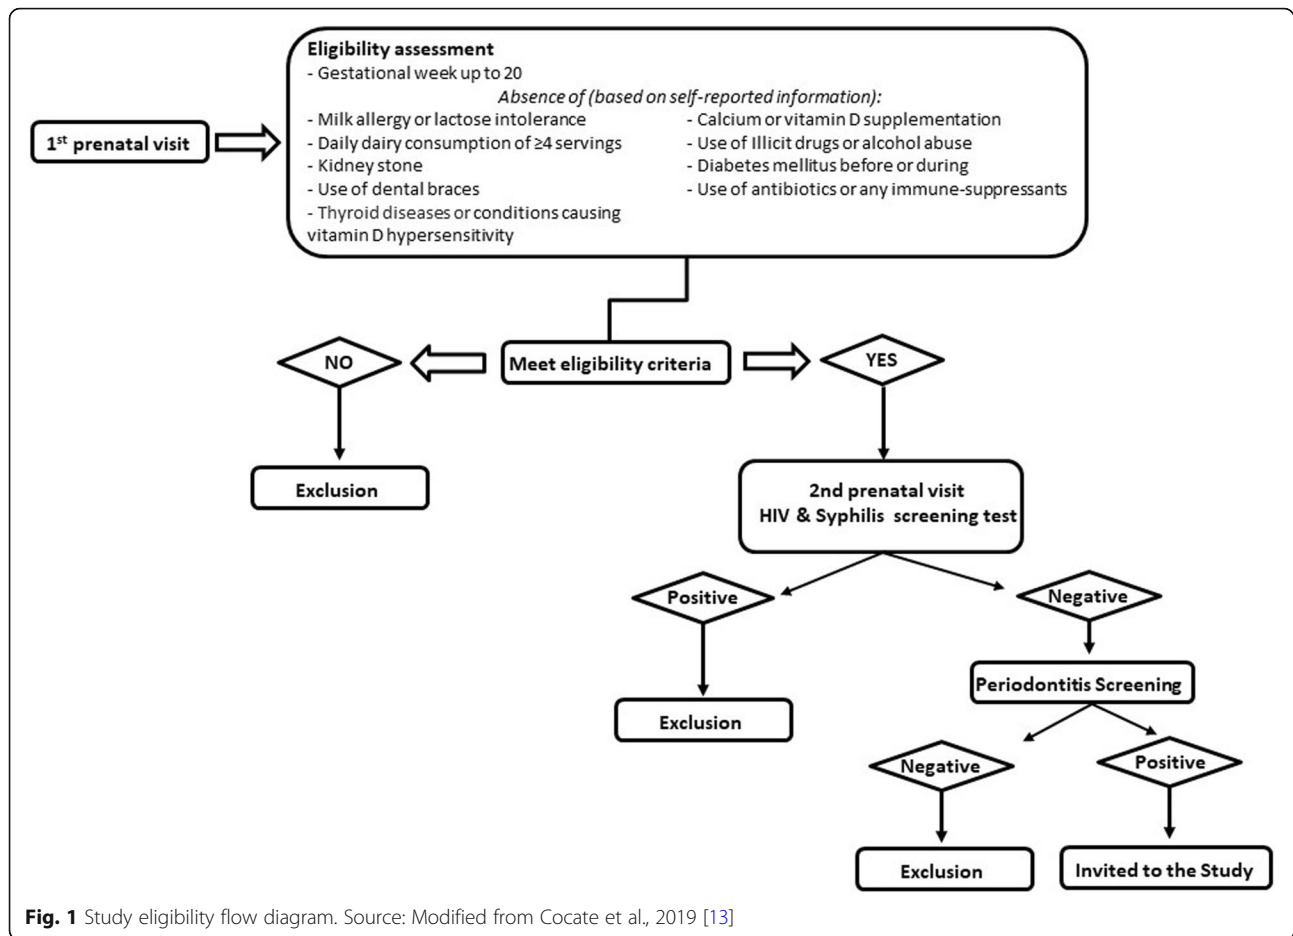 Eligibility assessment
- Gestational week up to 20
Absence of (based on self-reported information):
- Milk allergy or lactose intolerance
- Daily dairy consumption of ≥4 servings
- Kidney stone
- Use of dental braces
- Thyroid diseases or conditions causing
vitamin D hypersensitivity
- Calcium or vitamin D supplementation
- Use of Illicit drugs or alcohol abuse
- Diabetes mellitus before or during
- Use of antibiotics or any immune-suppressants
1st prenatal visit
NO
Meet eligibility criteria
YES
Exclusion
2nd prenatal visit
HIV & Syphilis screening test
Positive
Negative
Exclusion
Periodontitis Screening
Negative
Positive
Exclusion
Invited to the Study
Fig. 1 Study eligibility flow diagram. Source: Modified from Cocate et al., 2019 [13]